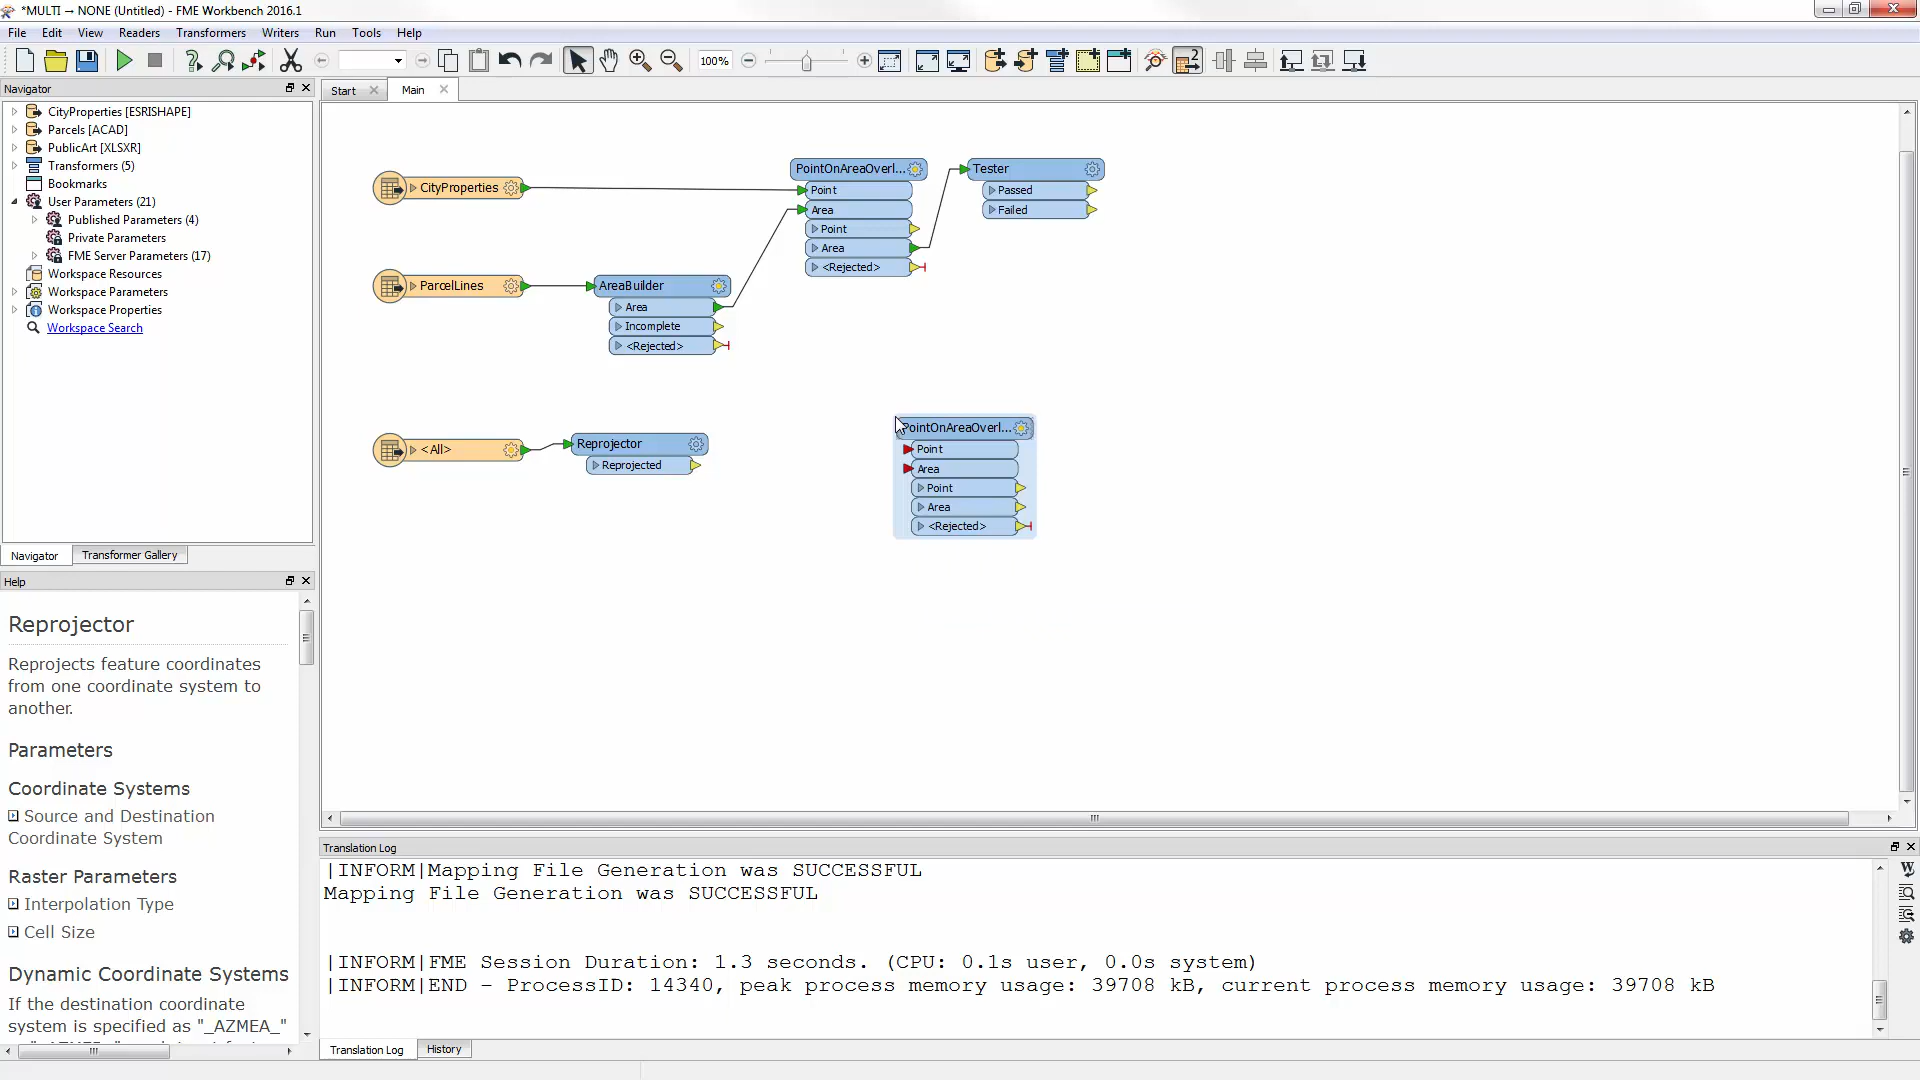 *MULTI → NONE (Untitled) - FME Workbench 2016.1
File Edit View Readers Transformers Writers Run Tools Help
100%
Navigator
Start
Main
CityProperties [ESRISHAPE]
Parcels [ACAD]
PublicArt [XLSXR]
Transformers (5)
Bookmarks
User Parameters (21)
Published Parameters (4)
Private Parameters
FME Server Parameters (17)
Workspace Resources
Workspace Parameters
Workspace Properties
Workspace Search
Navigator
Transformer Gallery
Help
Reprojector
Reprojects feature coordinates
from one coordinate system to
another.
Parameters
Coordinate Systems
Source and Destination
Coordinate System
Raster Parameters
Interpolation Type
Cell Size
Dynamic Coordinate Systems
If the destination coordinate
system is specified as "_AZMEA_"
CityProperties
ParcelLines
AreaBuilder
Area
Incomplete
<Rejected>
PointOnAreaOverl...
Point
Area
Point
Area
<Rejected>
Tester
Passed
Failed
<All>
Reprojector
Reprojected
PointOnAreaOverl...
Point
Area
Point
Area
<Rejected>
Translation Log
|INFORM|Mapping File Generation was SUCCESSFUL
Mapping File Generation was SUCCESSFUL
|INFORM|FME Session Duration: 1.3 seconds. (CPU: 0.1s user, 0.0s system)
|INFORM|END - ProcessID: 14340, peak process memory usage: 39708 kB, current process memory usage: 39708 kB
Translation Log
History